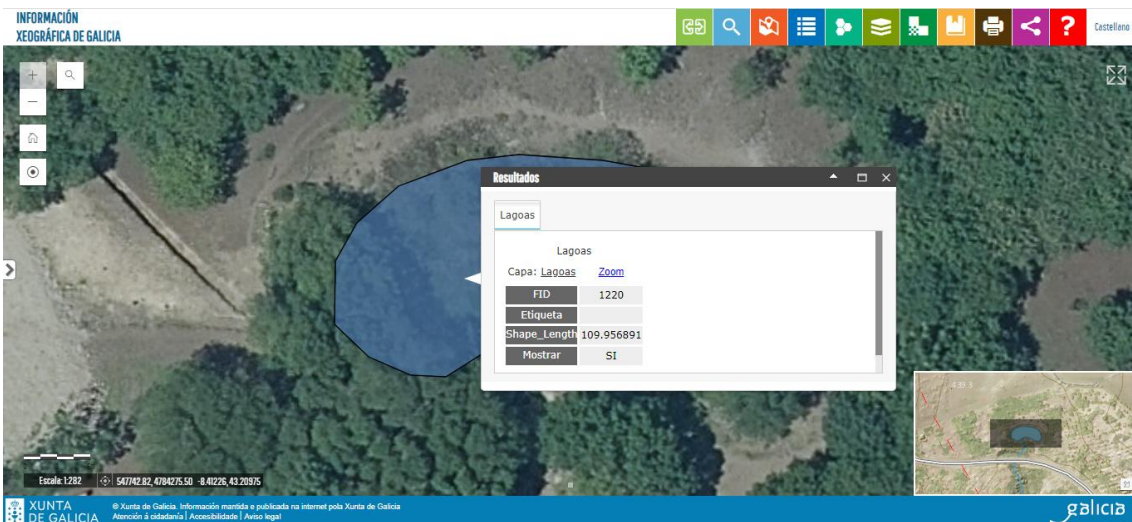 INFORMACIÓN
XEOGRÁFICA DE GALICIA
Castellano
Resultados
Lagoas
Lagoas
Capa: Lagoas Zoom
FID 1220
Etiqueta
Shape_Length 109.956891
Mostrar SI
Escala: 1:282 547742.82, 4784275.50 -8.41226, 43.20975
XUNTA
DE GALICIA
© Xunta de Galicia. Información mantida e publicada na internet pola Xunta de Galicia
Atención á cidadanía | Accesibilidade | Aviso legal
galicia